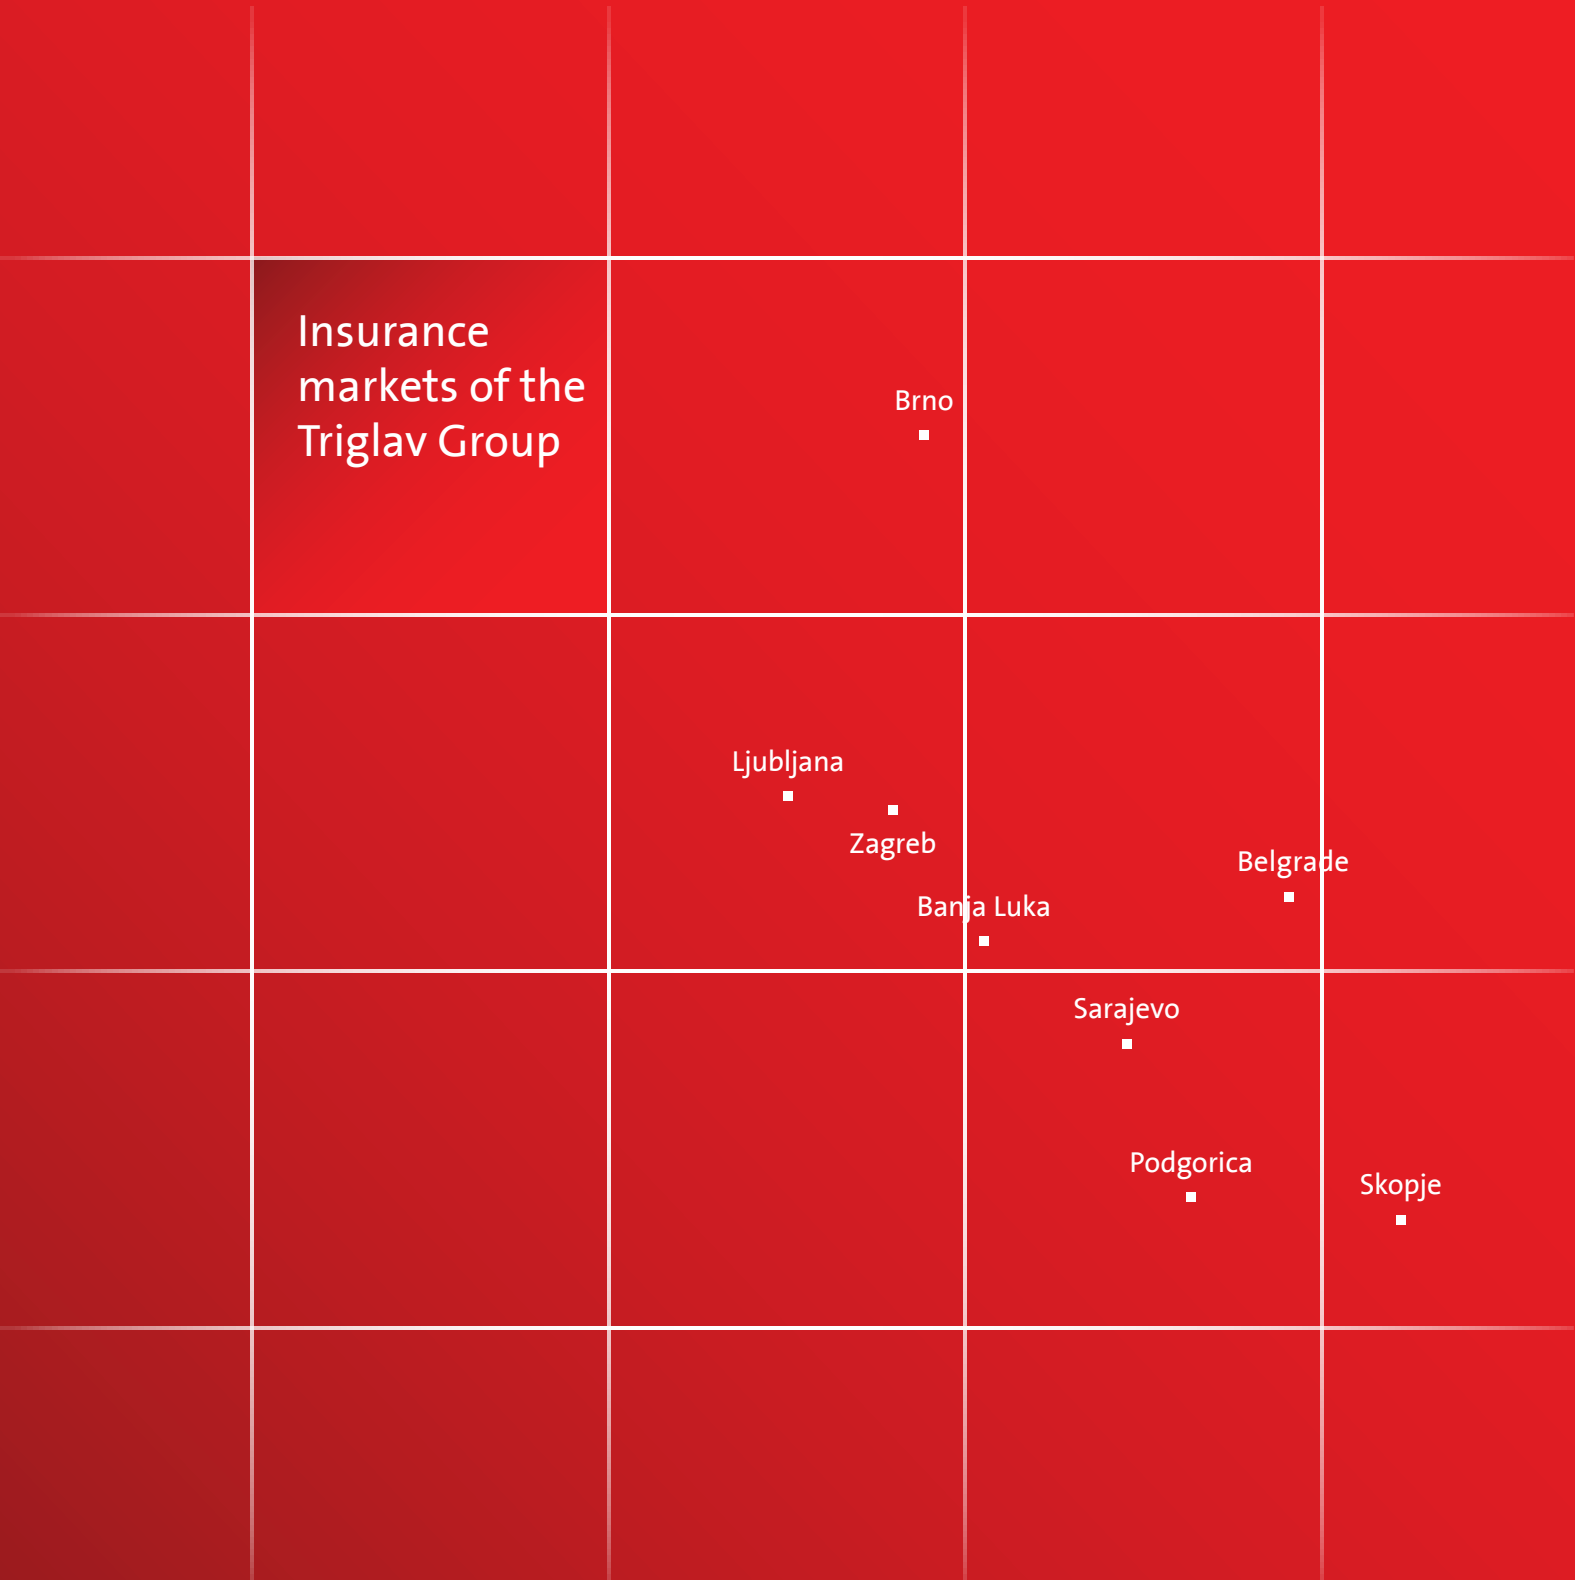 Insurance
markets of the
Triglav Group
Brno
Ljubljana
Zagreb
Belgrade
Banja Luka
Sarajevo
Podgorica
Skopje